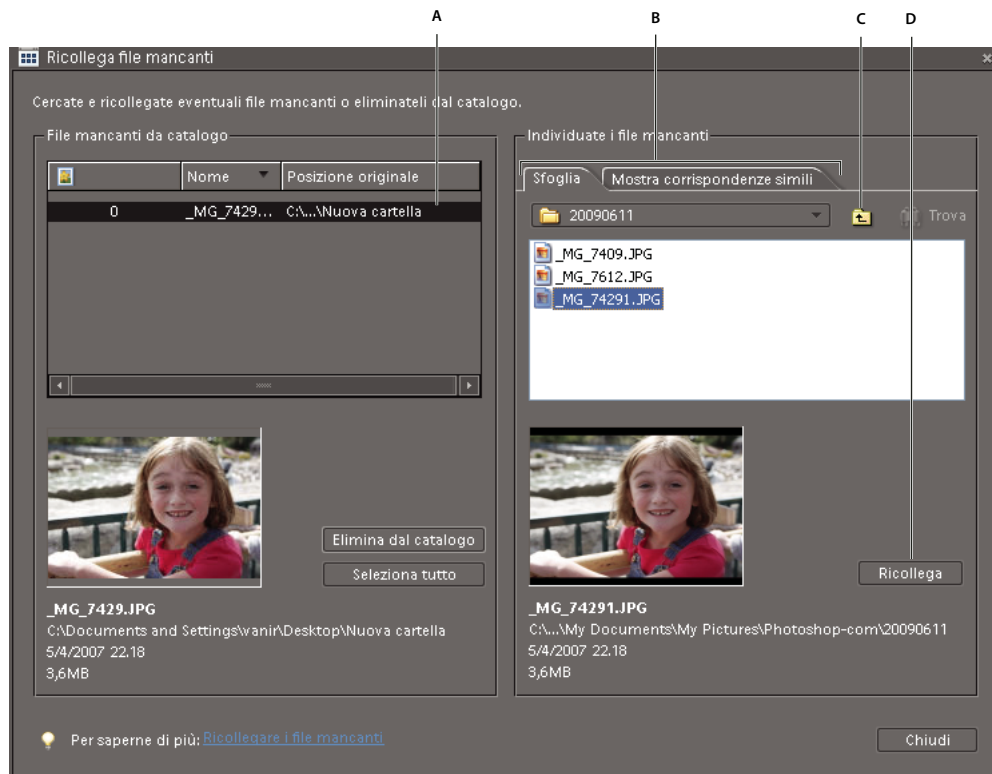 A B C D
Ricollega file mancanti
Cercate e ricollegate eventuali file mancanti o eliminateli dal catalogo.
File mancanti da catalogo
Nome Posizione originale
0 _MG_7429... C:\...\Nuova cartella
Elimina dal catalogo
Seleziona tutto
_MG_7429.JPG
C:\Documents and Settings\vanir\Desktop\Nuova cartella
5/4/2007 22.18
3,6MB
Individuate i file mancanti
Sfoglia Mostra corrispondenze simili
20090611 Trova
_MG_7409.JPG
_MG_7612.JPG
_MG_74291.JPG
Ricollega
_MG_74291.JPG
C:\...\My Documents\My Pictures\Photoshop-com\20090611
5/4/2007 22.18
3,6MB
Per saperne di più: Ricollegare i file mancanti
Chiudi